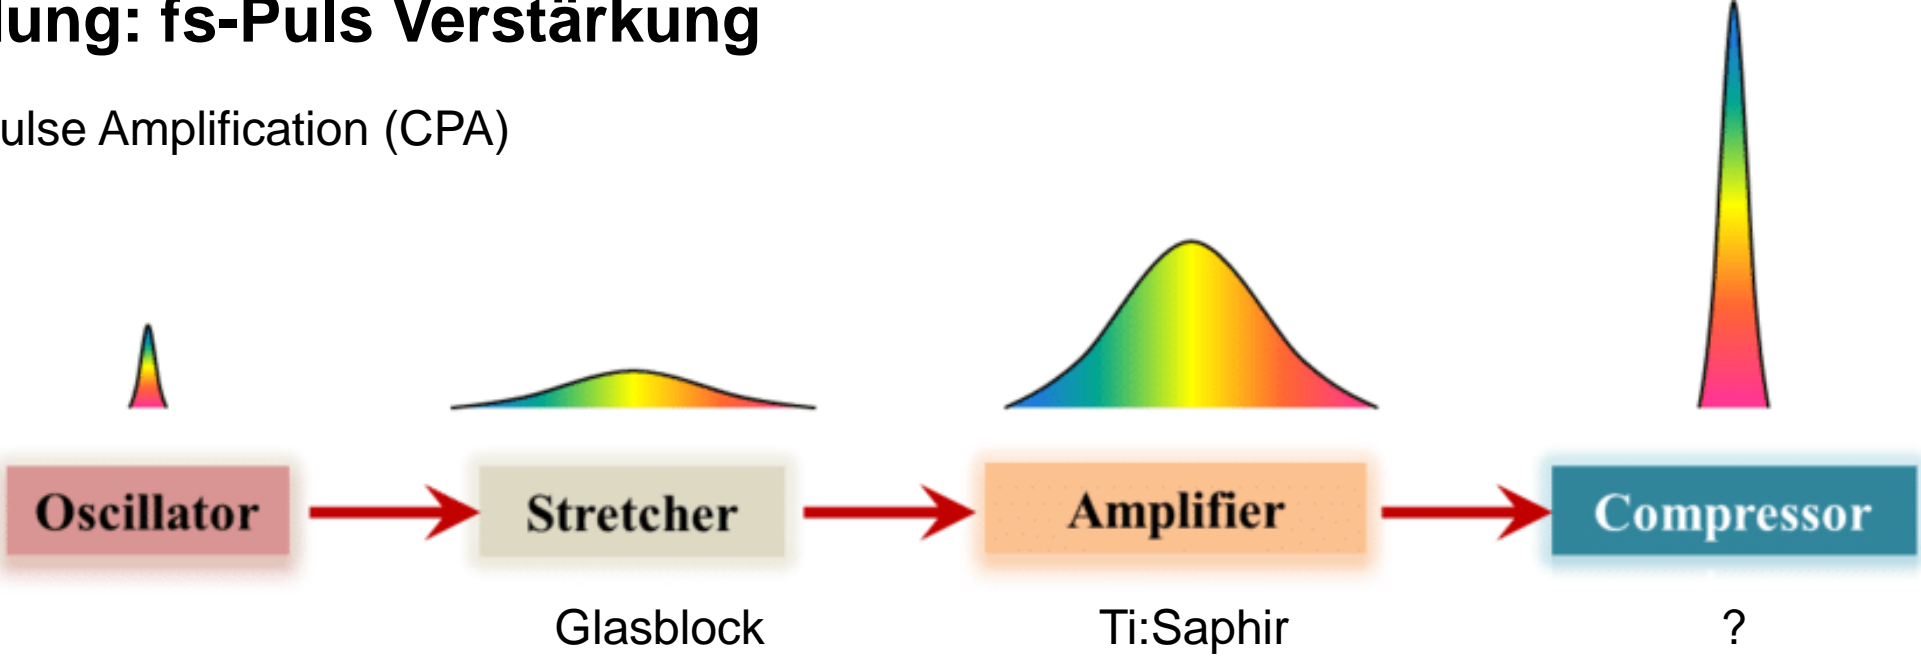 lung: fs-Puls Verstärkung
ulse Amplification (CPA)
Oscillator
Stretcher
Amplifier
Compressor
Glasblock
Ti:Saphir
?